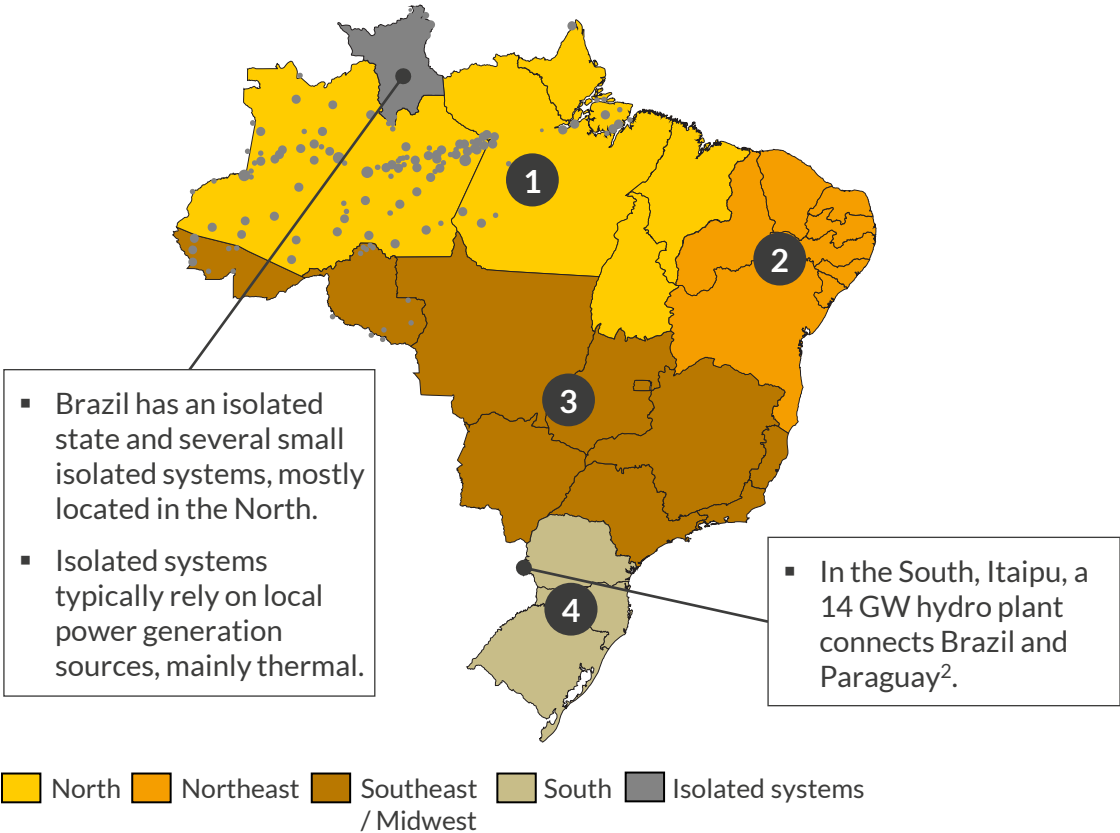 1
2
3
4
▪ Brazil has an isolated
state and several small
isolated systems, mostly
located in the North.
▪ Isolated systems
typically rely on local
power generation
sources, mainly thermal.
▪ In the South, Itaipu, a
14 GW hydro plant
connects Brazil and
Paraguay².
North
Northeast
Southeast
/ Midwest
South
Isolated systems